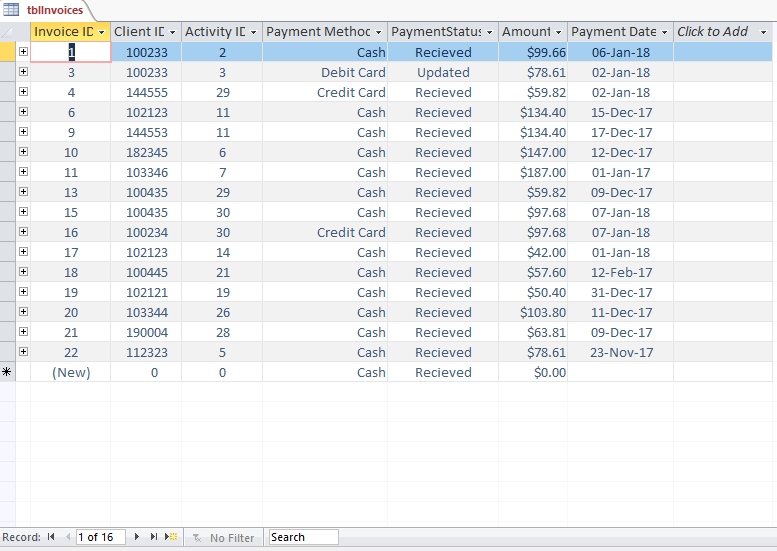 tblInvoices
Invoice ID Client ID Activity ID Payment Method PaymentStatus Amount Payment Date Click to Add
1 100233 2 Cash Recieved $99.66 06-Jan-18
3 100233 3 Debit Card Updated $78.61 02-Jan-18
4 144555 29 Credit Card Recieved $59.82 02-Jan-18
6 102123 11 Cash Recieved $134.40 15-Dec-17
9 144553 11 Cash Recieved $134.40 17-Dec-17
10 182345 6 Cash Recieved $147.00 12-Dec-17
11 103346 7 Cash Recieved $187.00 01-Jan-17
13 100435 29 Cash Recieved $59.82 09-Dec-17
15 100435 30 Cash Recieved $97.68 07-Jan-18
16 100234 30 Credit Card Recieved $97.68 07-Jan-18
17 102123 14 Cash Recieved $42.00 01-Jan-18
18 100445 21 Cash Recieved $57.60 12-Feb-17
19 102121 19 Cash Recieved $50.40 31-Dec-17
20 103344 26 Cash Recieved $103.80 11-Dec-17
21 190004 28 Cash Recieved $63.81 09-Dec-17
22 112323 5 Cash Recieved $78.61 23-Nov-17
(New) 0 0 Cash Recieved $0.00
Record: 1 of 16 No Filter Search